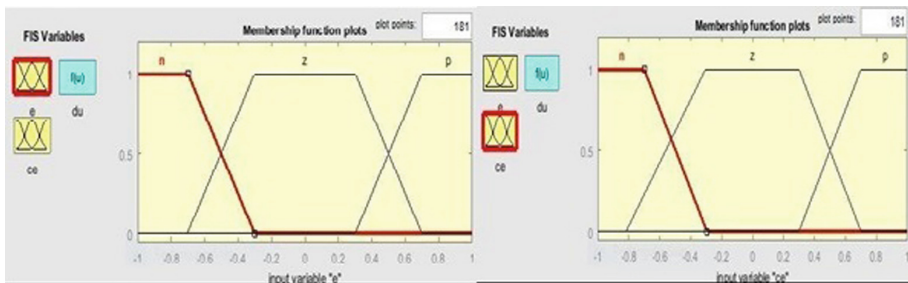 FIS Variables
Membership function plots
plot points:
181
f(u)
e
du
ce
n
z
p
1
0.5
0
-1 -0.8 -0.6 -0.4 -0.2 0 0.2 0.4 0.6 0.8 1
input variable "e"
FIS Variables
Membership function plots
plot points:
181
f(u)
e
du
ce
n
z
p
1
0.5
0
-1 -0.8 -0.6 -0.4 -0.2 0 0.2 0.4 0.6 0.8 1
input variable "ce"